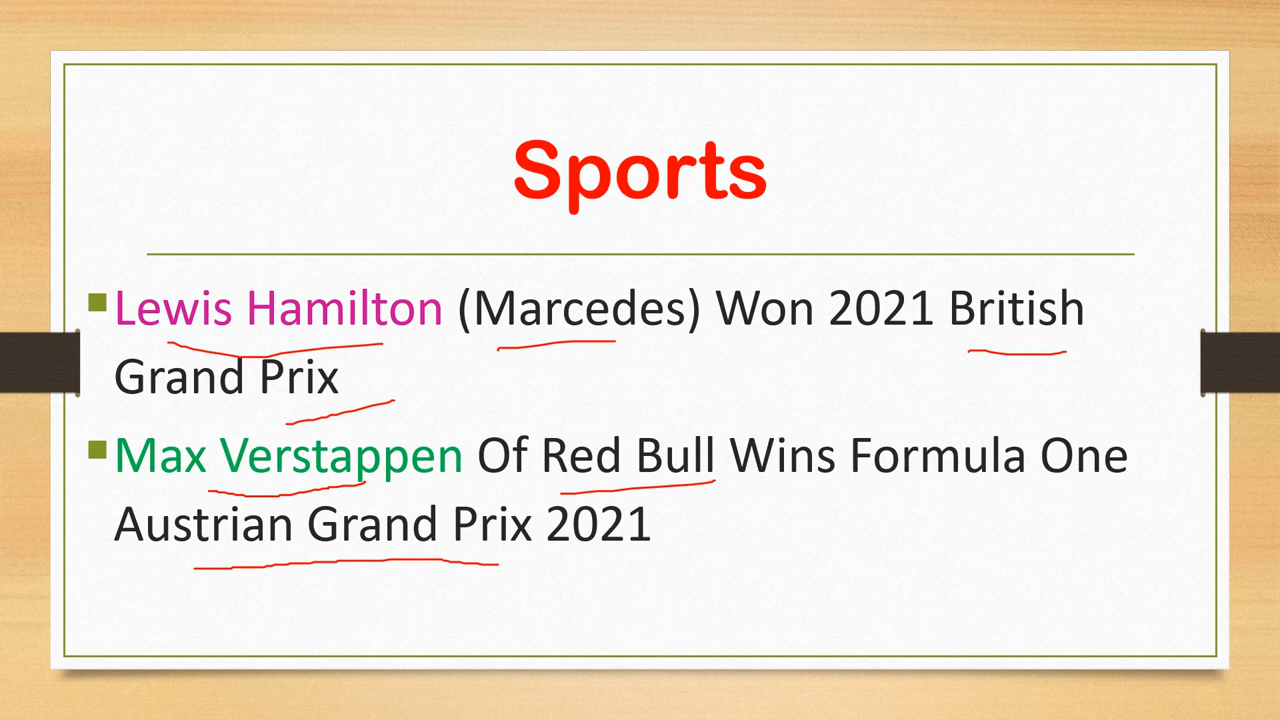 Sports
Lewis Hamilton (Marcedes) Won 2021 British
Grand Prix
Max Verstappen Of Red Bull Wins Formula One
Austrian Grand Prix 2021